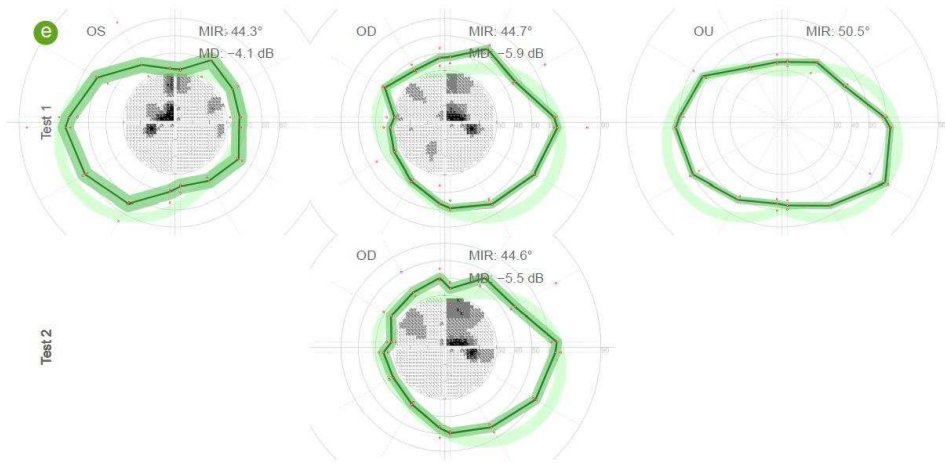 e
OS
MIR: 44.3°
MD: −4.1 dB
OD
MIR: 44.7°
MD: −5.9 dB
OU
MIR: 50.5°
Test 1
OD
MIR: 44.6°
MD: −5.5 dB
Test 2